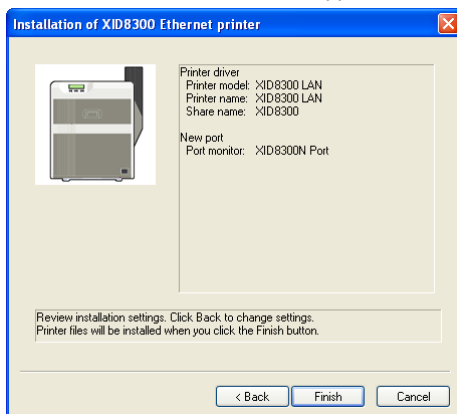 Installation of XID8300 Ethernet printer
Printer driver
Printer model: XID8300 LAN
Printer name: XID8300 LAN
Share name: XID8300
New port
Port monitor: XID8300N Port
Review installation settings. Click Back to change settings.
Printer files will be installed when you click the Finish button.
< Back Finish Cancel